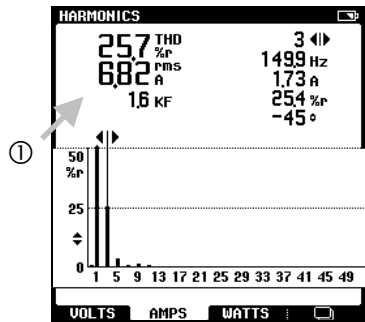 HARMONICS
25.7 THD %r
6.82 rms A
1.6 KF
3
149.9 Hz
1.73 A
25.4 %r
-45 °
①
50
%r
25
0
1 5 9 13 17 21 25 29 33 37 41 45 49
VOLTS AMPS WATTS